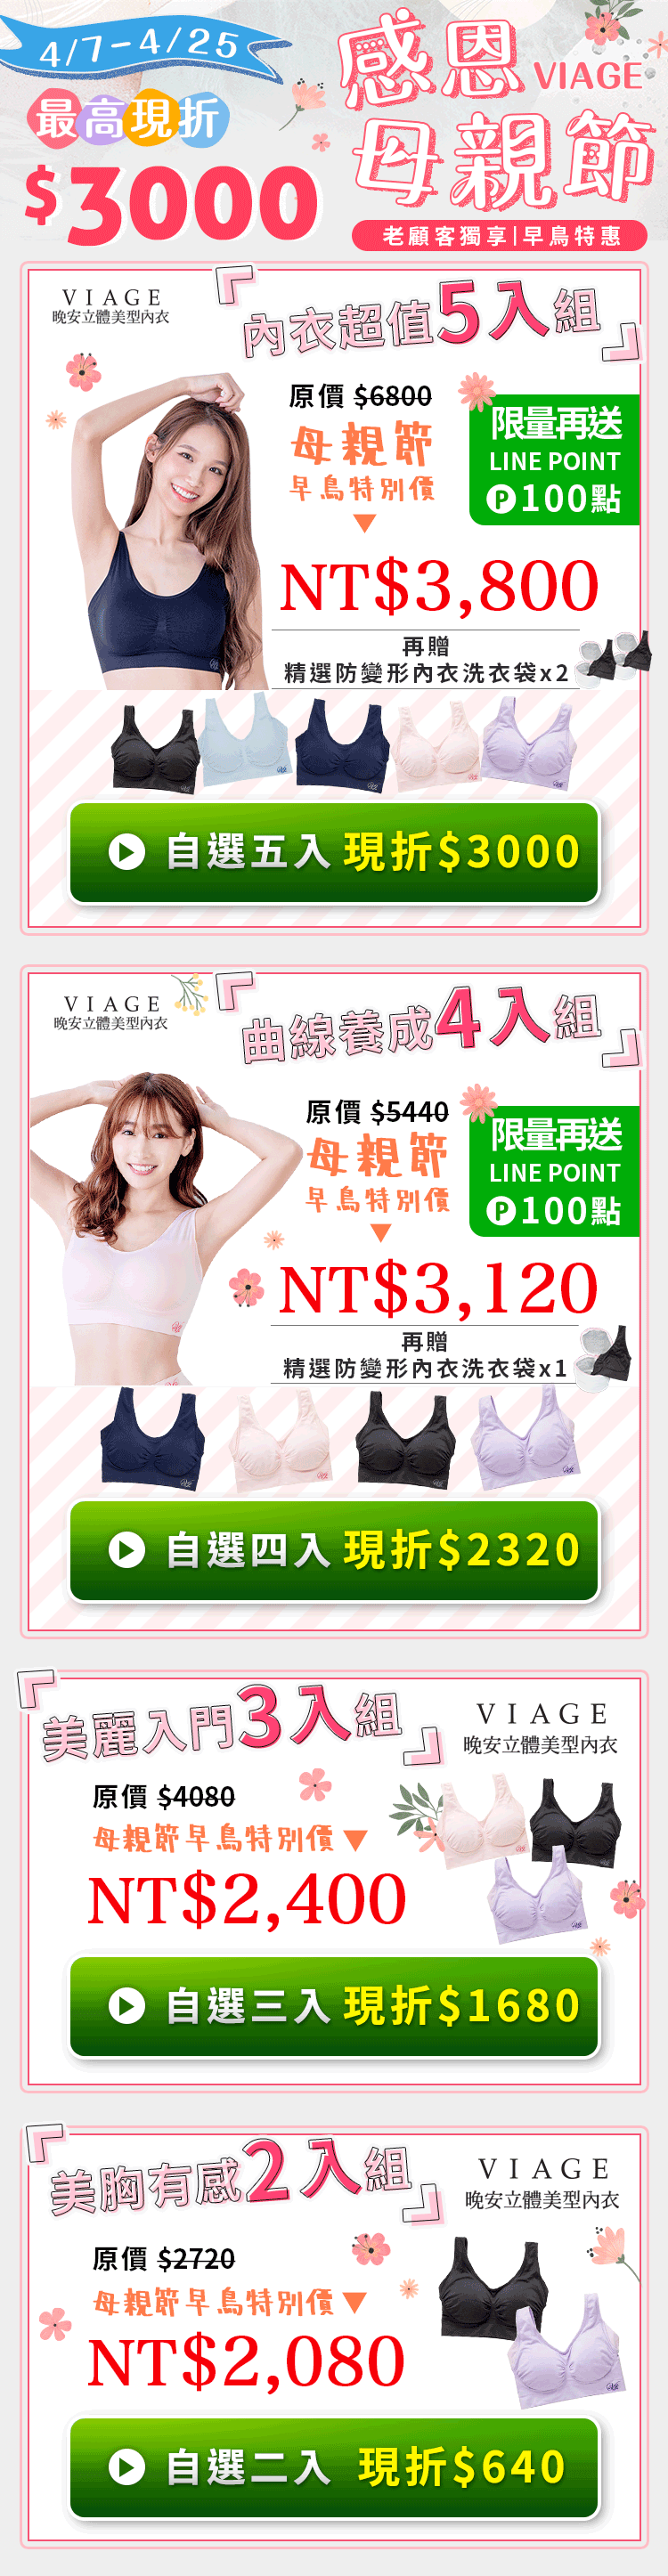 4/7-4/25
最高現折
$3000
感恩 VIAGE
母親節
老顧客獨享|早鳥特惠
VIAGE
晚安立體美型內衣
『內衣超值5入組』
原價 $6800
母親節
早鳥特別價
限量再送
LINE POINT
P100點
NT$3,800
再贈
精選防變形內衣洗衣袋x2
自選五入 現折$3000
VIAGE
晚安立體美型內衣
『曲線養成4入組』
原價 $5440
母親節
早鳥特別價
限量再送
LINE POINT
P100點
NT$3,120
再贈
精選防變形內衣洗衣袋x1
自選四入 現折$2320
『美麗入門3入組』
VIAGE
晚安立體美型內衣
原價 $4080
母親節早鳥特別價
NT$2,400
自選三入 現折$1680
『美胸有感2入組』
VIAGE
晚安立體美型內衣
原價 $2720
母親節早鳥特別價
NT$2,080
自選二入 現折$640